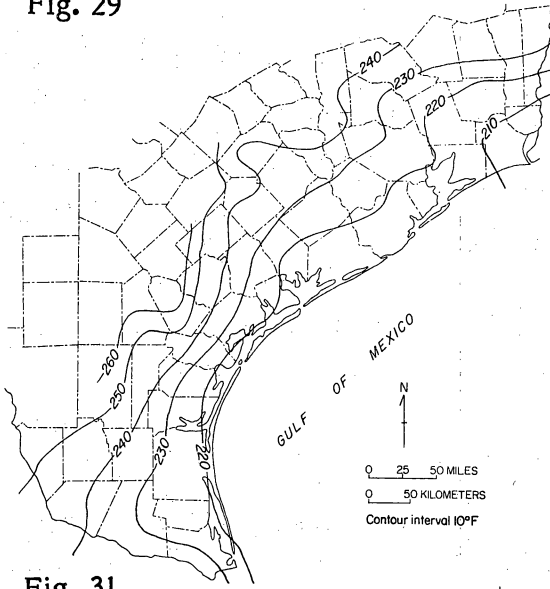 Fig. 29
240
230
220
210
260
250
240
230
220
GULF OF MEXICO
N
0 25 50 MILES
0 50 KILOMETERS
Contour interval 10°F
Fig. 31